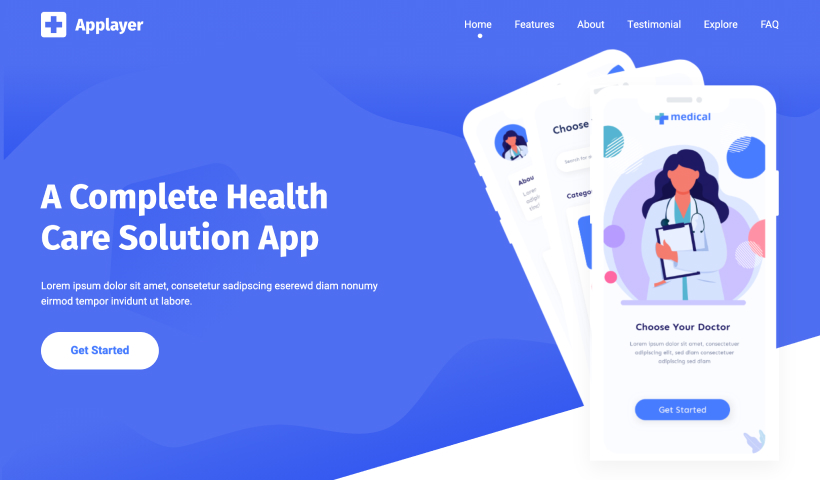 Applayer
Home Features About Testimonial Explore FAQ
A Complete Health
Care Solution App
Lorem ipsum dolor sit amet, consetetur sadipscing eserewd diam nonumy
eirmod tempor invidunt ut labore.
Get Started
Choose
Search for
Catego
Abou
medical
Choose Your Doctor
Lorem ipsum dolor sit amet, consectetuer
adipiscing elit, sed diam consectetuer
adipiscing sed diam
Get Started